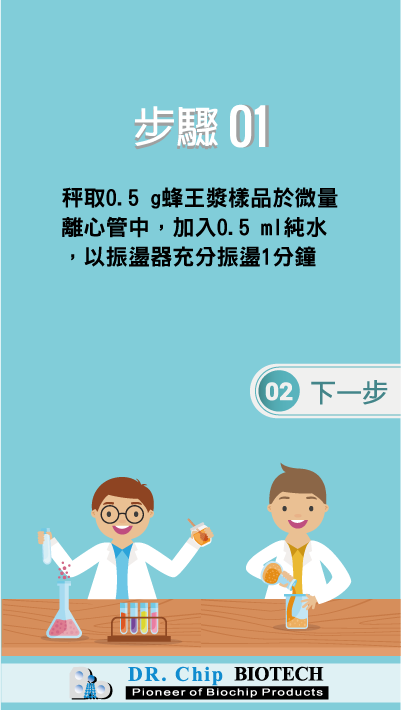 步驟 01
秤取0.5 g蜂王漿樣品於微量
離心管中，加入0.5 ml純水
，以振盪器充分振盪1分鐘
02 下一步
DR. Chip BIOTECH
Pioneer of Biochip Products